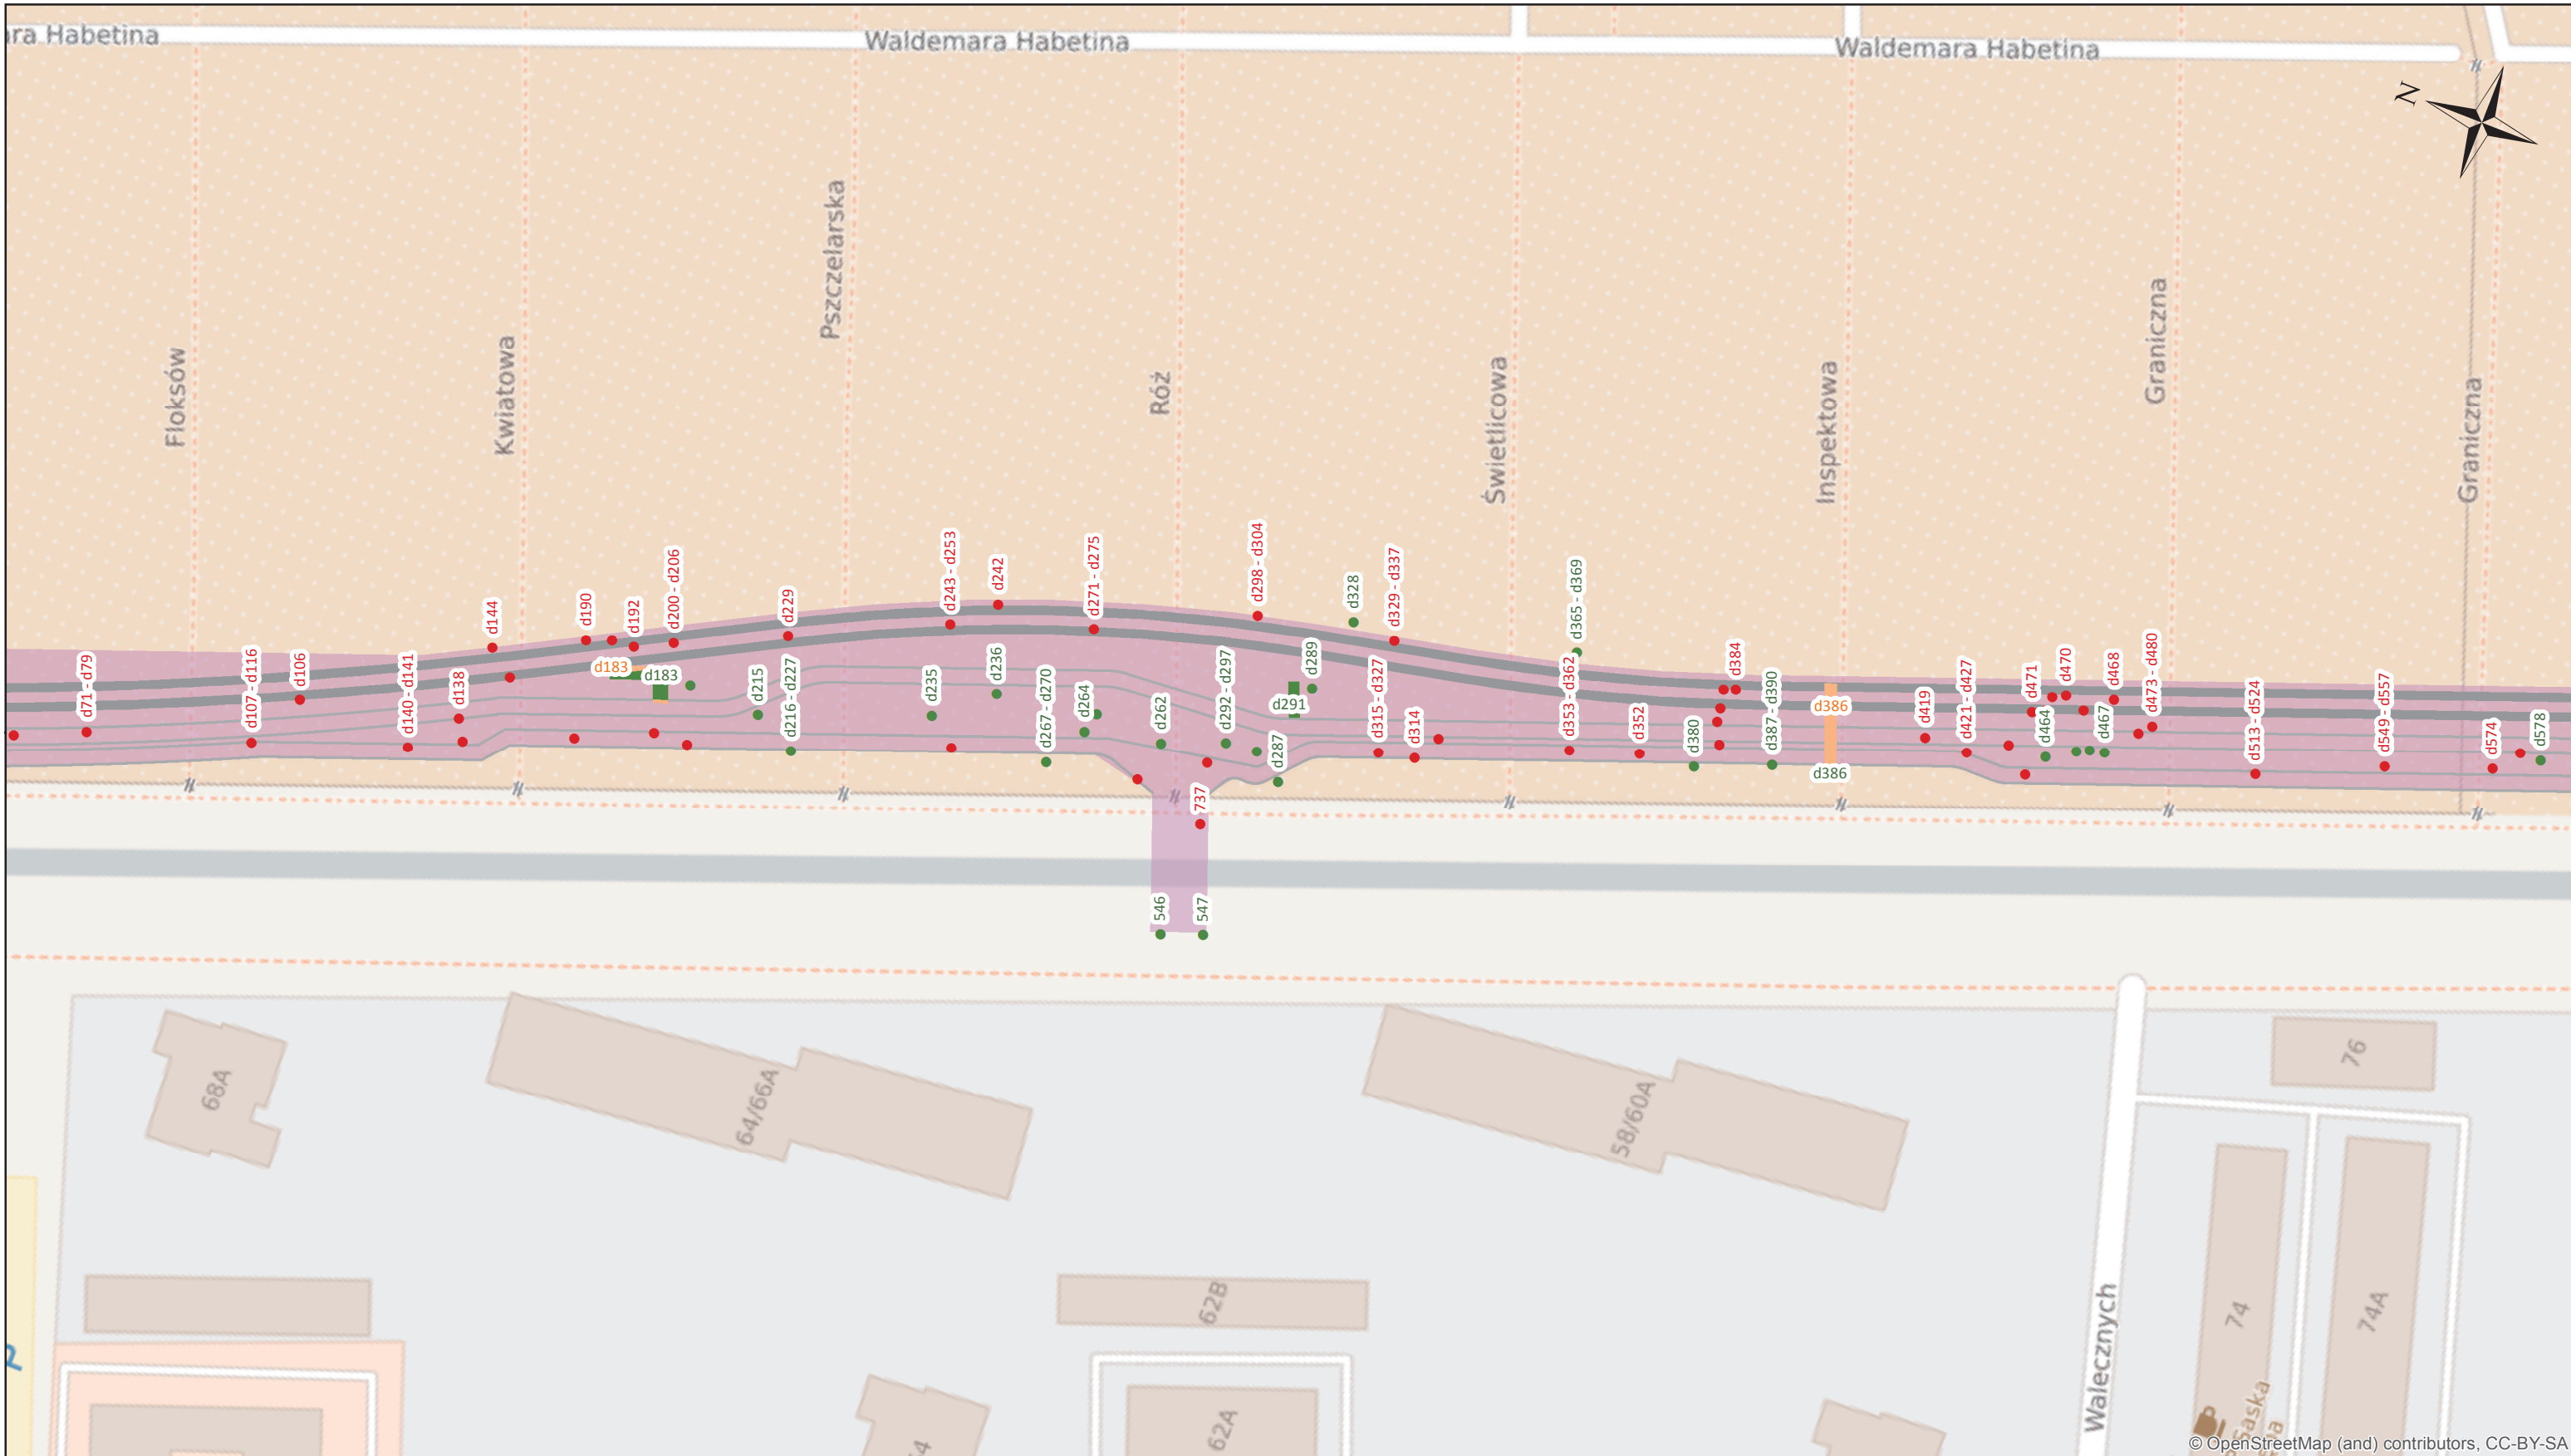 ra Habetina
Waldemara Habetina
Waldemara Habetina
N
Floksów
Kwiatowa
Pszczelarska
Róż
Świetlicowa
Inspektowa
Graniczna
Graniczna
d71 - d79
d107 - d116
d106
d140 - d141
d138
d144
d190
d192
d200 - d206
d183
d183
d215
d229
d216 - d227
d235
d243 - d253
d242
d236
d267 - d270
d264
d271 - d275
d262
d292 - d297
d298 - d304
d287
d291
d289
d328
d315 - d327
d329 - d337
d314
d353 - d362
d365 - d369
d352
d380
d384
d387 - d390
d386
d386
d419
d421 - d427
d471
d464
d470
d467
d468
d473 - d480
d513 - d524
d549 - d557
d574
d578
737
546
547
68A
64/66A
58/60A
76
62B
74
74A
62A
4
P
Walecznych
Saska
© OpenStreetMap (and) contributors, CC-BY-SA